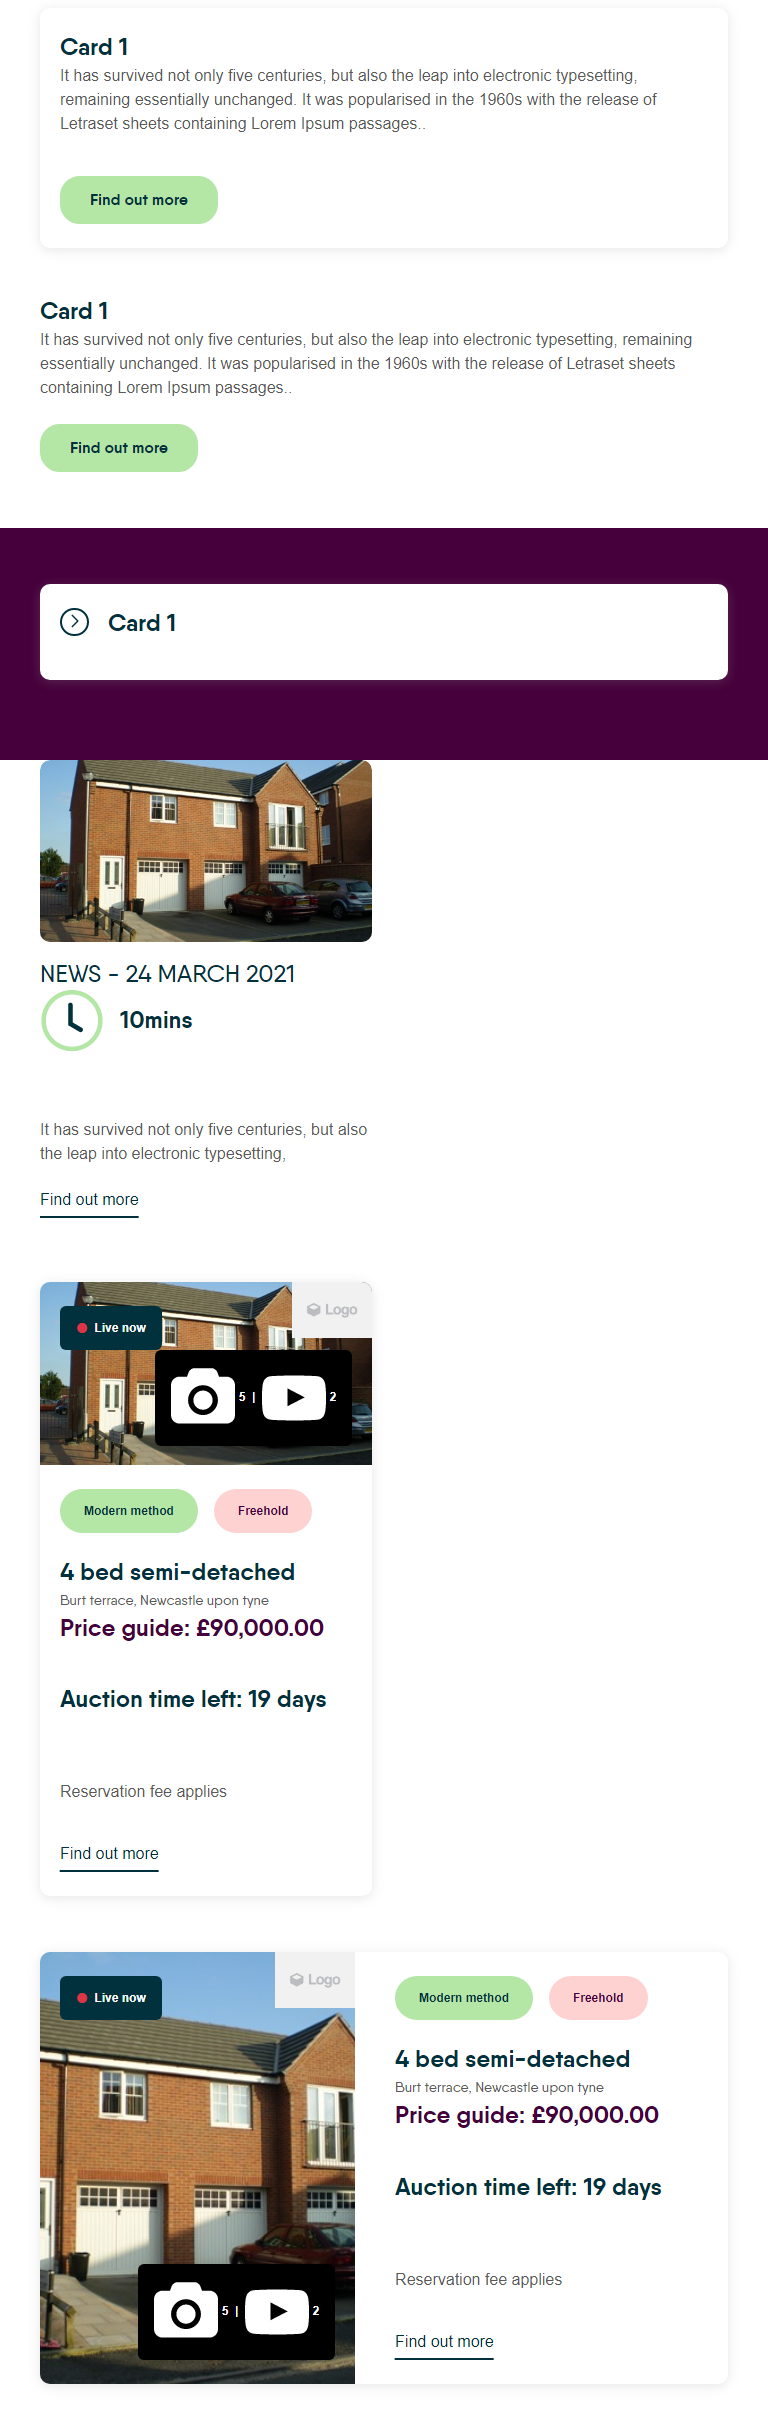 Card 1
It has survived not only five centuries, but also the leap into electronic typesetting,
remaining essentially unchanged. It was popularised in the 1960s with the release of
Letraset sheets containing Lorem Ipsum passages..
Find out more
Card 1
It has survived not only five centuries, but also the leap into electronic typesetting, remaining
essentially unchanged. It was popularised in the 1960s with the release of Letraset sheets
containing Lorem Ipsum passages..
Find out more
Card 1
NEWS - 24 MARCH 2021
10mins
It has survived not only five centuries, but also
the leap into electronic typesetting,
Find out more
Logo
Live now
5 | 2
Modern method Freehold
4 bed semi-detached
Burt terrace, Newcastle upon tyne
Price guide: £90,000.00
Auction time left: 19 days
Reservation fee applies
Find out more
Logo
Live now
5 | 2
Modern method Freehold
4 bed semi-detached
Burt terrace, Newcastle upon tyne
Price guide: £90,000.00
Auction time left: 19 days
Reservation fee applies
Find out more